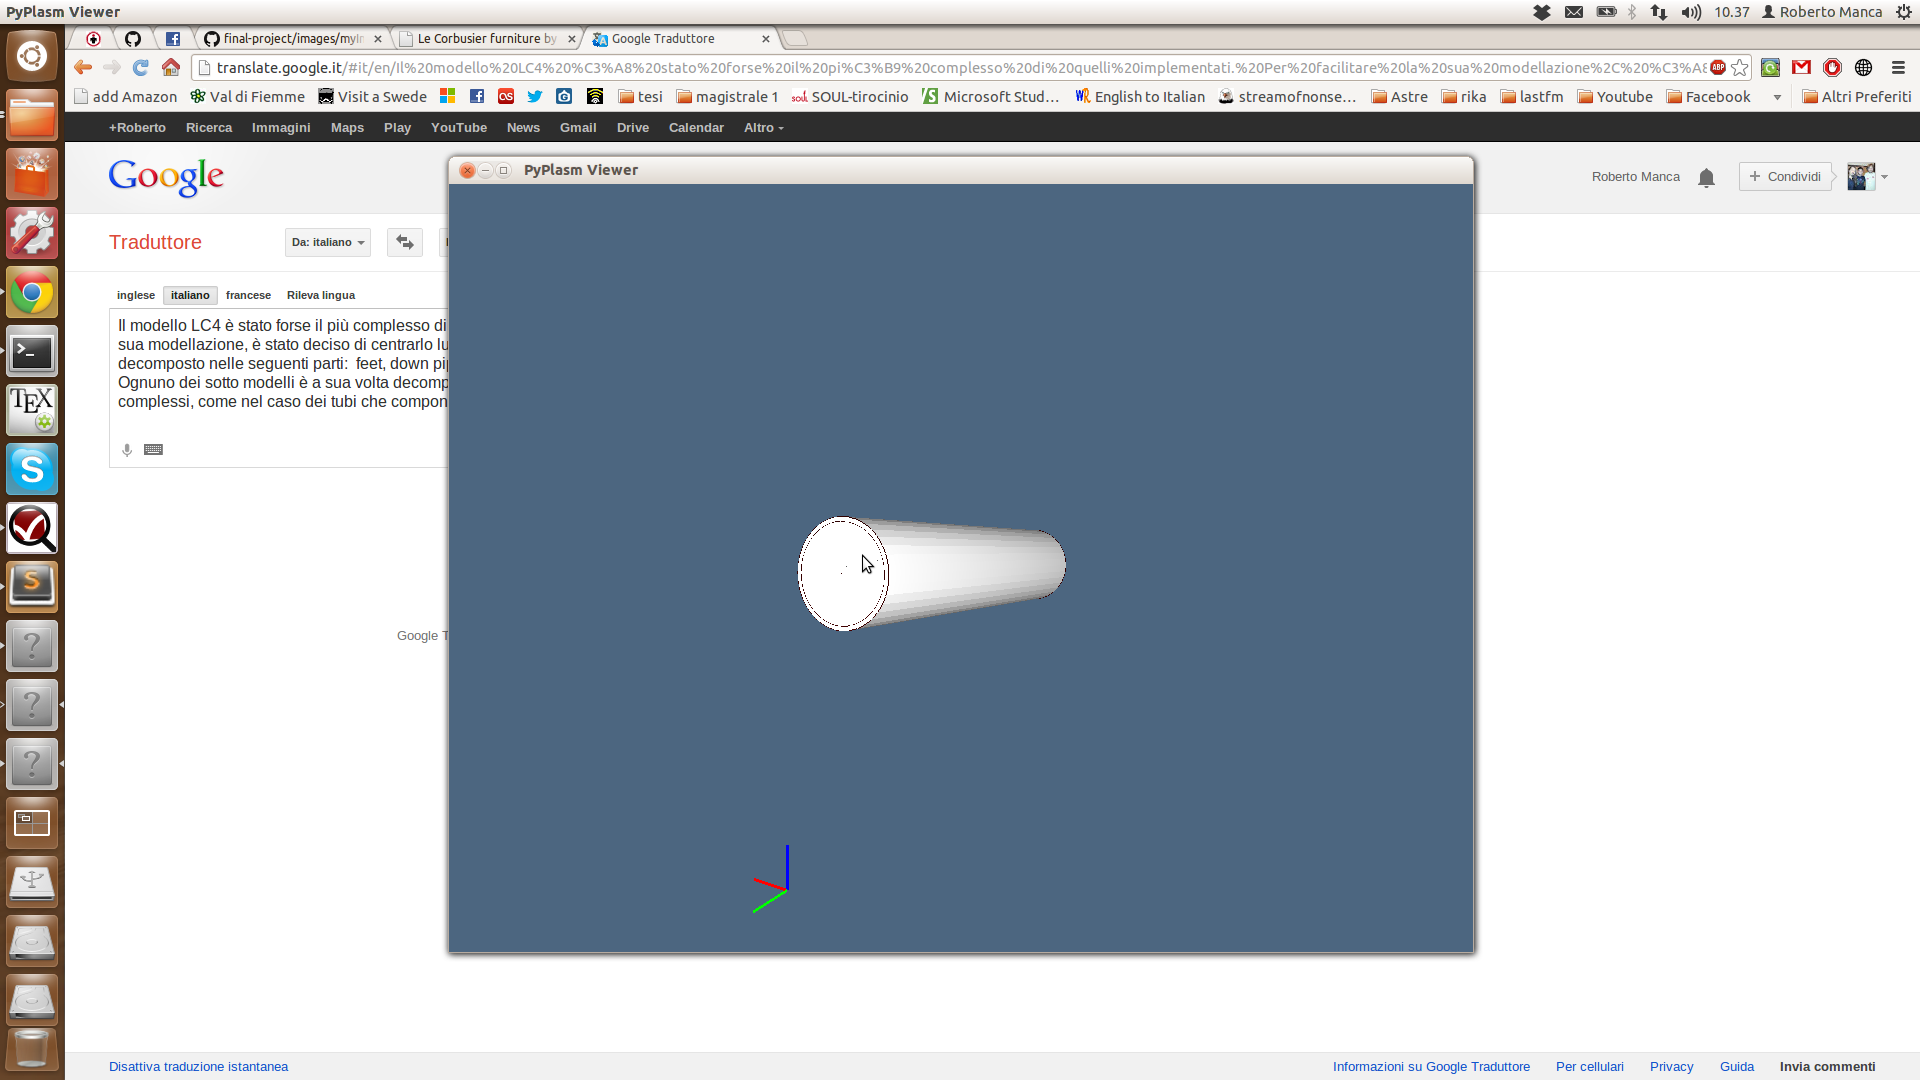 PyPlasm Viewer
10.37 Roberto Manca
final-project/images/myIn
Le Corbusier furniture by
Google Traduttore
translate.google.it/#it/en/Il%20modello%20LC4%20%C3%A8%20stato%20forse%20il%20pi%C3%B9%20complesso%20di%20quelli%20implementati.%20Per%20facilitare%20la%20sua%20modellazione%2C%20%C3%A8
ABP
add Amazon Val di Fiemme Visit a Swede tesi magistrale 1 SOUL-tirocinio Microsoft Stud... English to Italian streamofnonse... Astre rika lastfm Youtube Facebook Altri Preferiti
+Roberto Ricerca Immagini Maps Play YouTube News Gmail Drive Calendar Altro
Google
PyPlasm Viewer
Roberto Manca
+ Condividi
Traduttore
Da: italiano
inglese italiano francese Rileva lingua
Il modello LC4 è stato forse il più complesso di
sua modellazione, è stato deciso di centrarlo lu
decomposto nelle seguenti parti: feet, down pi
Ognuno dei sotto modelli è a sua volta decomp
complessi, come nel caso dei tubi che compon
Google T
TEX
S
Disattiva traduzione istantanea
Informazioni su Google Traduttore Per cellulari Privacy Guida Invia commenti